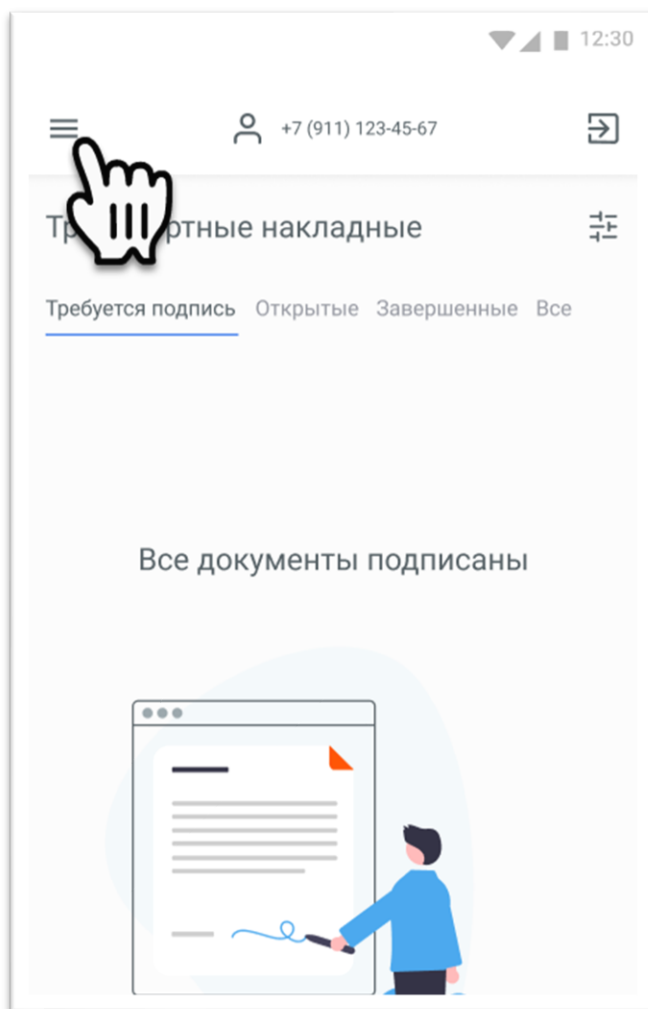 12:30
+7 (911) 123-45-67
накладные
Требуется подпись Открытые Завершенные Все
Все документы подписаны